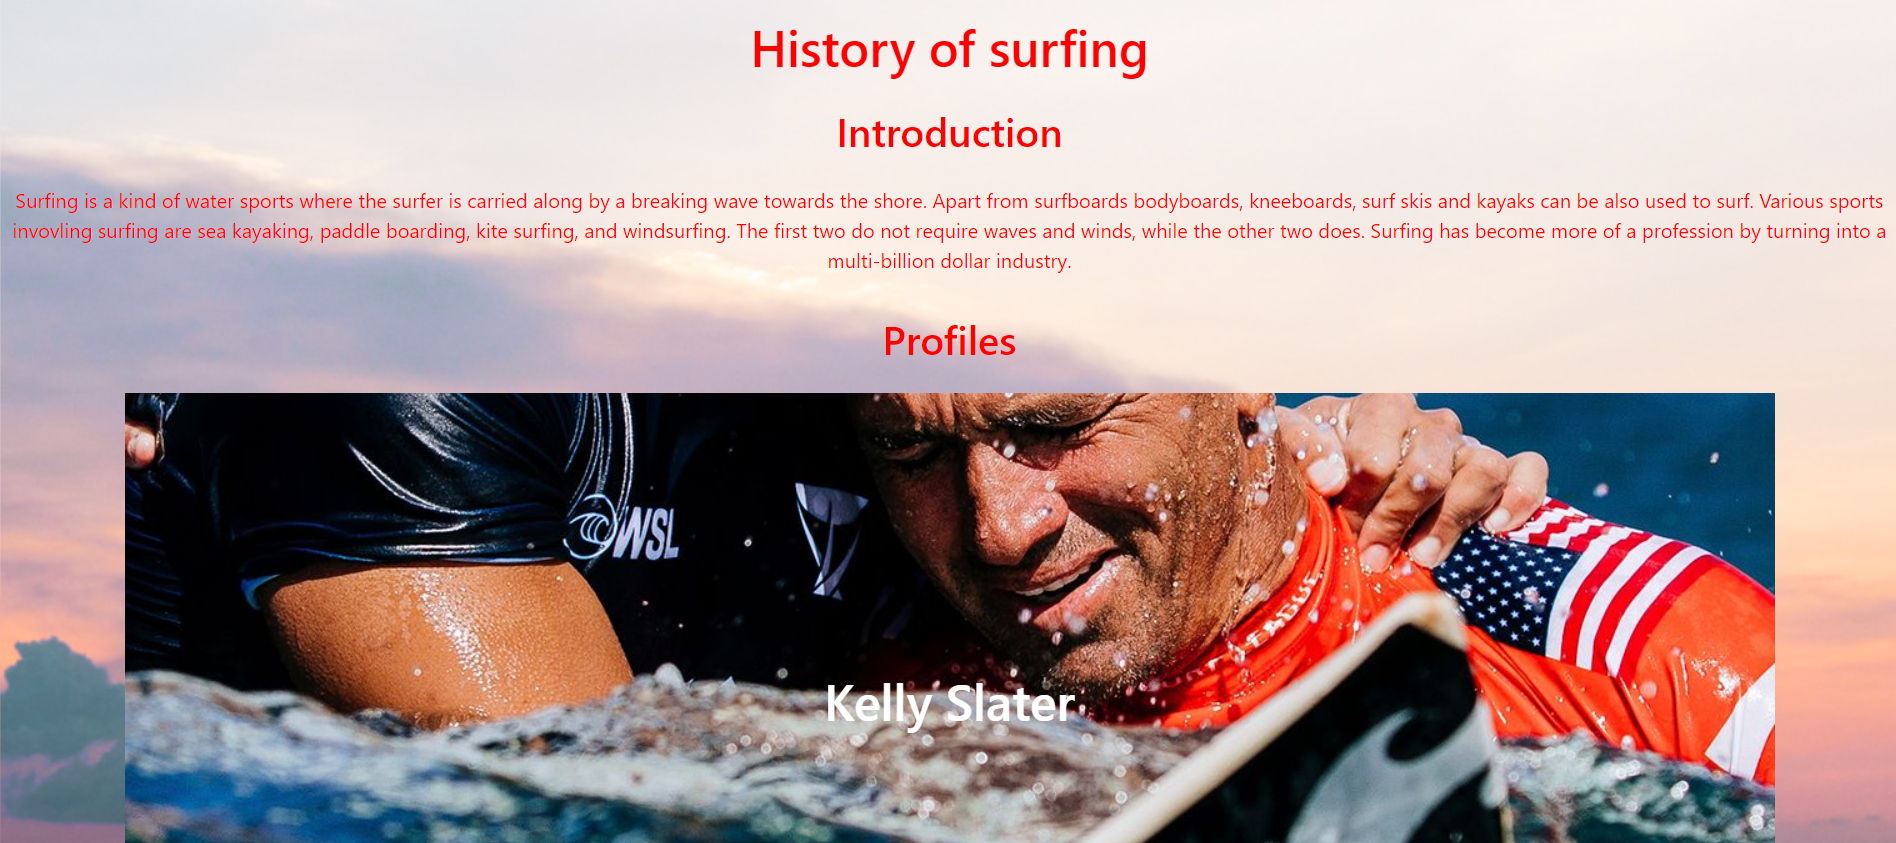 History of surfing
Introduction
Surfing is a kind of water sports where the surfer is carried along by a breaking wave towards the shore. Apart from surfboards bodyboards, kneeboards, surf skis and kayaks can be also used to surf. Various sports
invovling surfing are sea kayaking, paddle boarding, kite surfing, and windsurfing. The first two do not require waves and winds, while the other two does. Surfing has become more of a profession by turning into a
multi-billion dollar industry.
Profiles
WSL
Kelly Slater